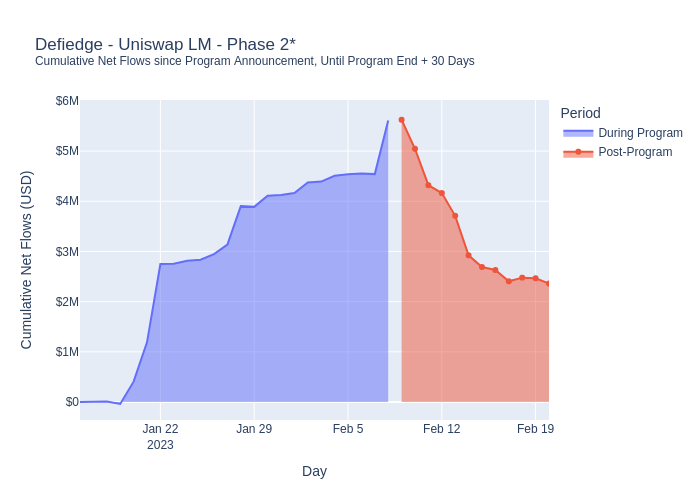 Defiedge - Uniswap LM - Phase 2*
Cumulative Net Flows since Program Announcement, Until Program End + 30 Days
Period
During Program
Post-Program
Cumulative Net Flows (USD)
$6M
$5M
$4M
$3M
$2M
$1M
$0
Jan 22
2023
Jan 29
Feb 5
Feb 12
Feb 19
Day